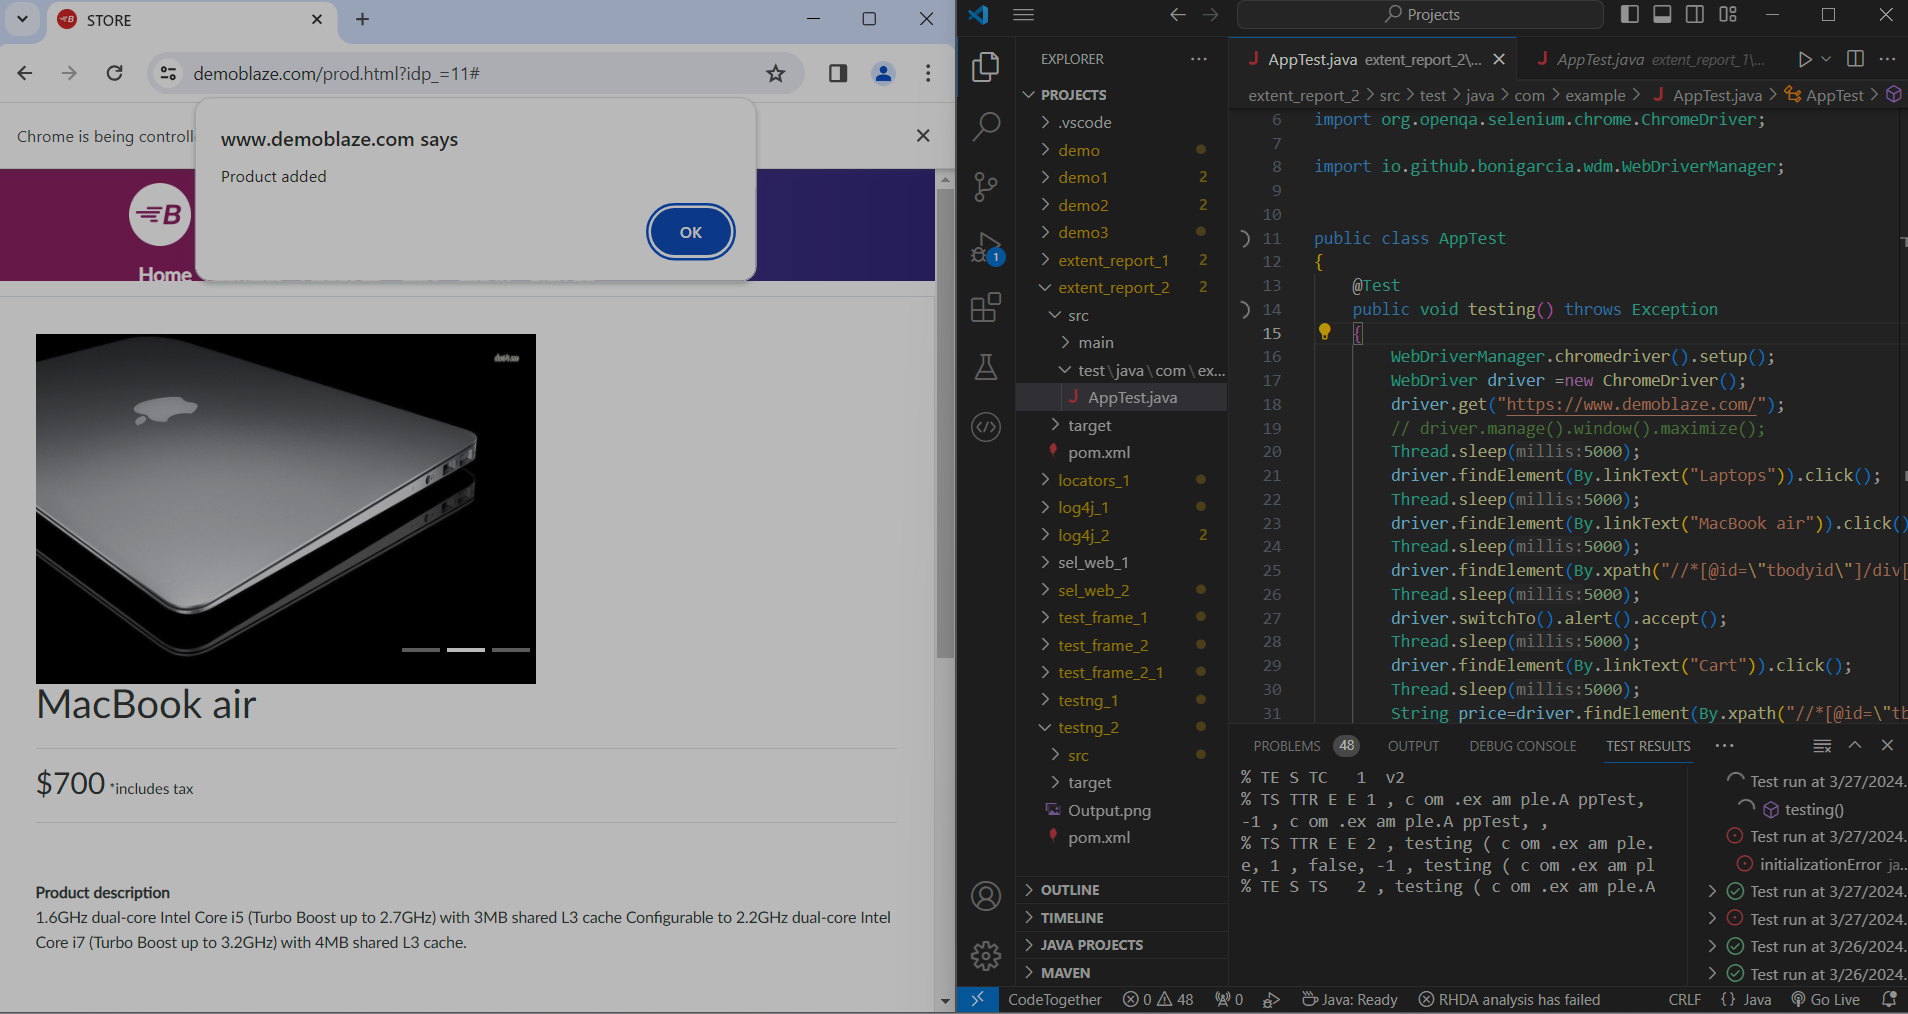 STORE
demoblaze.com/prod.html?idp_=11#
Chrome is being controll
www.demoblaze.com says
Product added
OK
B
Home
MacBook air
$700 *includes tax
Product description
1.6GHz dual-core Intel Core i5 (Turbo Boost up to 2.7GHz) with 3MB shared L3 cache Configurable to 2.2GHz dual-core Intel
Core i7 (Turbo Boost up to 3.2GHz) with 4MB shared L3 cache.
Projects
EXPLORER
PROJECTS
.vscode
demo
demo1 2
demo2 2
demo3
extent_report_1 2
extent_report_2 2
src
main
test\java\com\ex...
J AppTest.java
target
pom.xml
locators_1
log4j_1
log4j_2 2
sel_web_1
sel_web_2
test_frame_1
test_frame_2
test_frame_2_1
testng_1
testng_2
src
target
Output.png
pom.xml
OUTLINE
TIMELINE
JAVA PROJECTS
MAVEN
1
J AppTest.java extent_report_2\...
J AppTest.java extent_report_1\...
extent_report_2 > src > test > java > com > example > J AppTest.java > AppTest >
6 import org.openqa.selenium.chrome.ChromeDriver;
7
8 import io.github.bonigarcia.wdm.WebDriverManager;
9
10
11 public class AppTest
12 {
13 @Test
14 public void testing() throws Exception
15 {
16 WebDriverManager.chromedriver().setup();
17 WebDriver driver =new ChromeDriver();
18 driver.get("https://www.demoblaze.com/");
19 // driver.manage().window().maximize();
20 Thread.sleep(millis:5000);
21 driver.findElement(By.linkText("Laptops")).click();
22 Thread.sleep(millis:5000);
23 driver.findElement(By.linkText("MacBook air")).click()
24 Thread.sleep(millis:5000);
25 driver.findElement(By.xpath("//*[@id=\"tbodyid\"]/div[
26 Thread.sleep(millis:5000);
27 driver.switchTo().alert().accept();
28 Thread.sleep(millis:5000);
29 driver.findElement(By.linkText("Cart")).click();
30 Thread.sleep(millis:5000);
31 String price=driver.findElement(By.xpath("//*[@id=\"tb
PROBLEMS 48 OUTPUT DEBUG CONSOLE TEST RESULTS
% TE S TC 1 v2
% TS TTR E E 1 , c om .ex am ple.A ppTest,
-1 , c om .ex am ple.A ppTest, ,
% TS TTR E E 2 , testing ( c om .ex am ple.
e, 1 , false, -1 , testing ( c om .ex am pl
% TE S TS 2 , testing ( c om .ex am ple.A
Test run at 3/27/2024.
testing()
Test run at 3/27/2024.
initializationError ja...
Test run at 3/27/2024.
Test run at 3/27/2024.
Test run at 3/26/2024.
Test run at 3/26/2024.
CodeTogether 0 48 0 Java: Ready RHDA analysis has failed CRLF {} Java Go Live